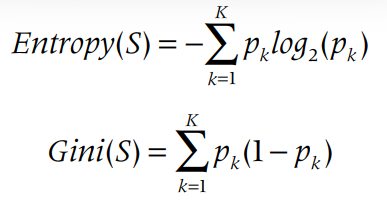 Entropy(S) = −∑_{k=1}^{K} p_k log_2(p_k)
Gini(S) = ∑_{k=1}^{K} p_k(1 − p_k)